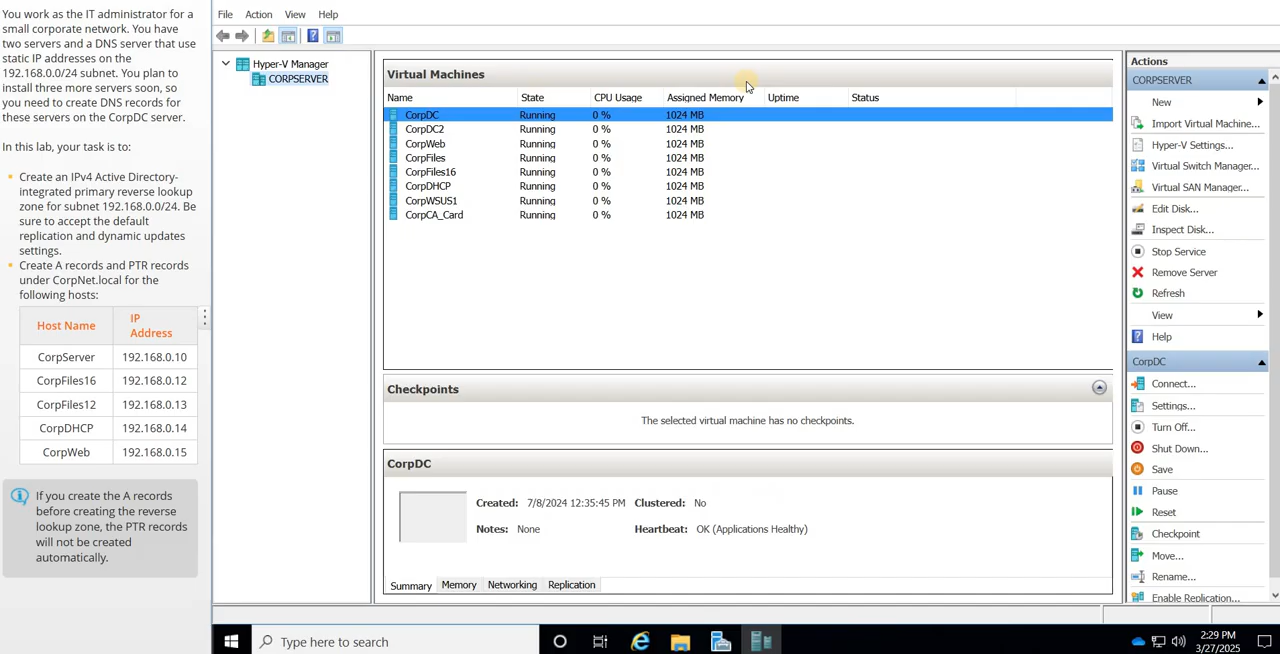 You work as the IT administrator for a
small corporate network. You have
two servers and a DNS server that use
static IP addresses on the
192.168.0.0/24 subnet. You plan to
install three more servers soon, so
you need to create DNS records for
these servers on the CorpDC server.
In this lab, your task is to:
Create an IPv4 Active Directory-
integrated primary reverse lookup
zone for subnet 192.168.0.0/24. Be
sure to accept the default
replication and dynamic updates
settings.
Create A records and PTR records
under CorpNet.local for the
following hosts:
Host Name IP Address
CorpServer 192.168.0.10
CorpFiles16 192.168.0.12
CorpFiles12 192.168.0.13
CorpDHCP 192.168.0.14
CorpWeb 192.168.0.15
If you create the A records
before creating the reverse
lookup zone, the PTR records
will not be created
automatically.
File Action View Help
Hyper-V Manager
CORPSERVER
Virtual Machines
Name State CPU Usage Assigned Memory Uptime Status
CorpDC Running 0 % 1024 MB
CorpDC2 Running 0 % 1024 MB
CorpWeb Running 0 % 1024 MB
CorpFiles Running 0 % 1024 MB
CorpFiles16 Running 0 % 1024 MB
CorpDHCP Running 0 % 1024 MB
CorpWSUS1 Running 0 % 1024 MB
CorpCA_Card Running 0 % 1024 MB
Checkpoints
The selected virtual machine has no checkpoints.
CorpDC
Created: 7/8/2024 12:35:45 PM Clustered: No
Notes: None Heartbeat: OK (Applications Healthy)
Summary Memory Networking Replication
Actions
CORPSERVER
New
Import Virtual Machine...
Hyper-V Settings...
Virtual Switch Manager...
Virtual SAN Manager...
Edit Disk...
Inspect Disk...
Stop Service
Remove Server
Refresh
View
Help
CorpDC
Connect...
Settings...
Turn Off...
Shut Down...
Save
Pause
Reset
Checkpoint
Move...
Rename...
Enable Replication...
Type here to search
2:29 PM
3/27/2025